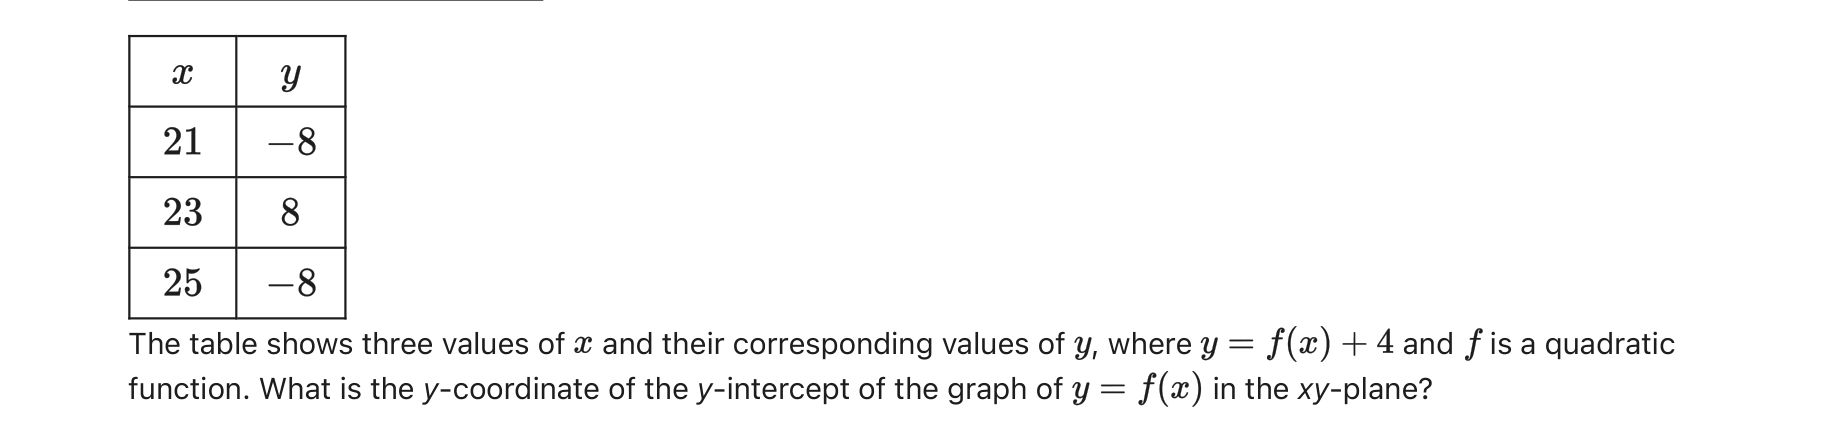 x y
21 −8
23 8
25 −8
The table shows three values of x and their corresponding values of y, where y = f(x) + 4 and f is a quadratic
function. What is the y-coordinate of the y-intercept of the graph of y = f(x) in the xy-plane?